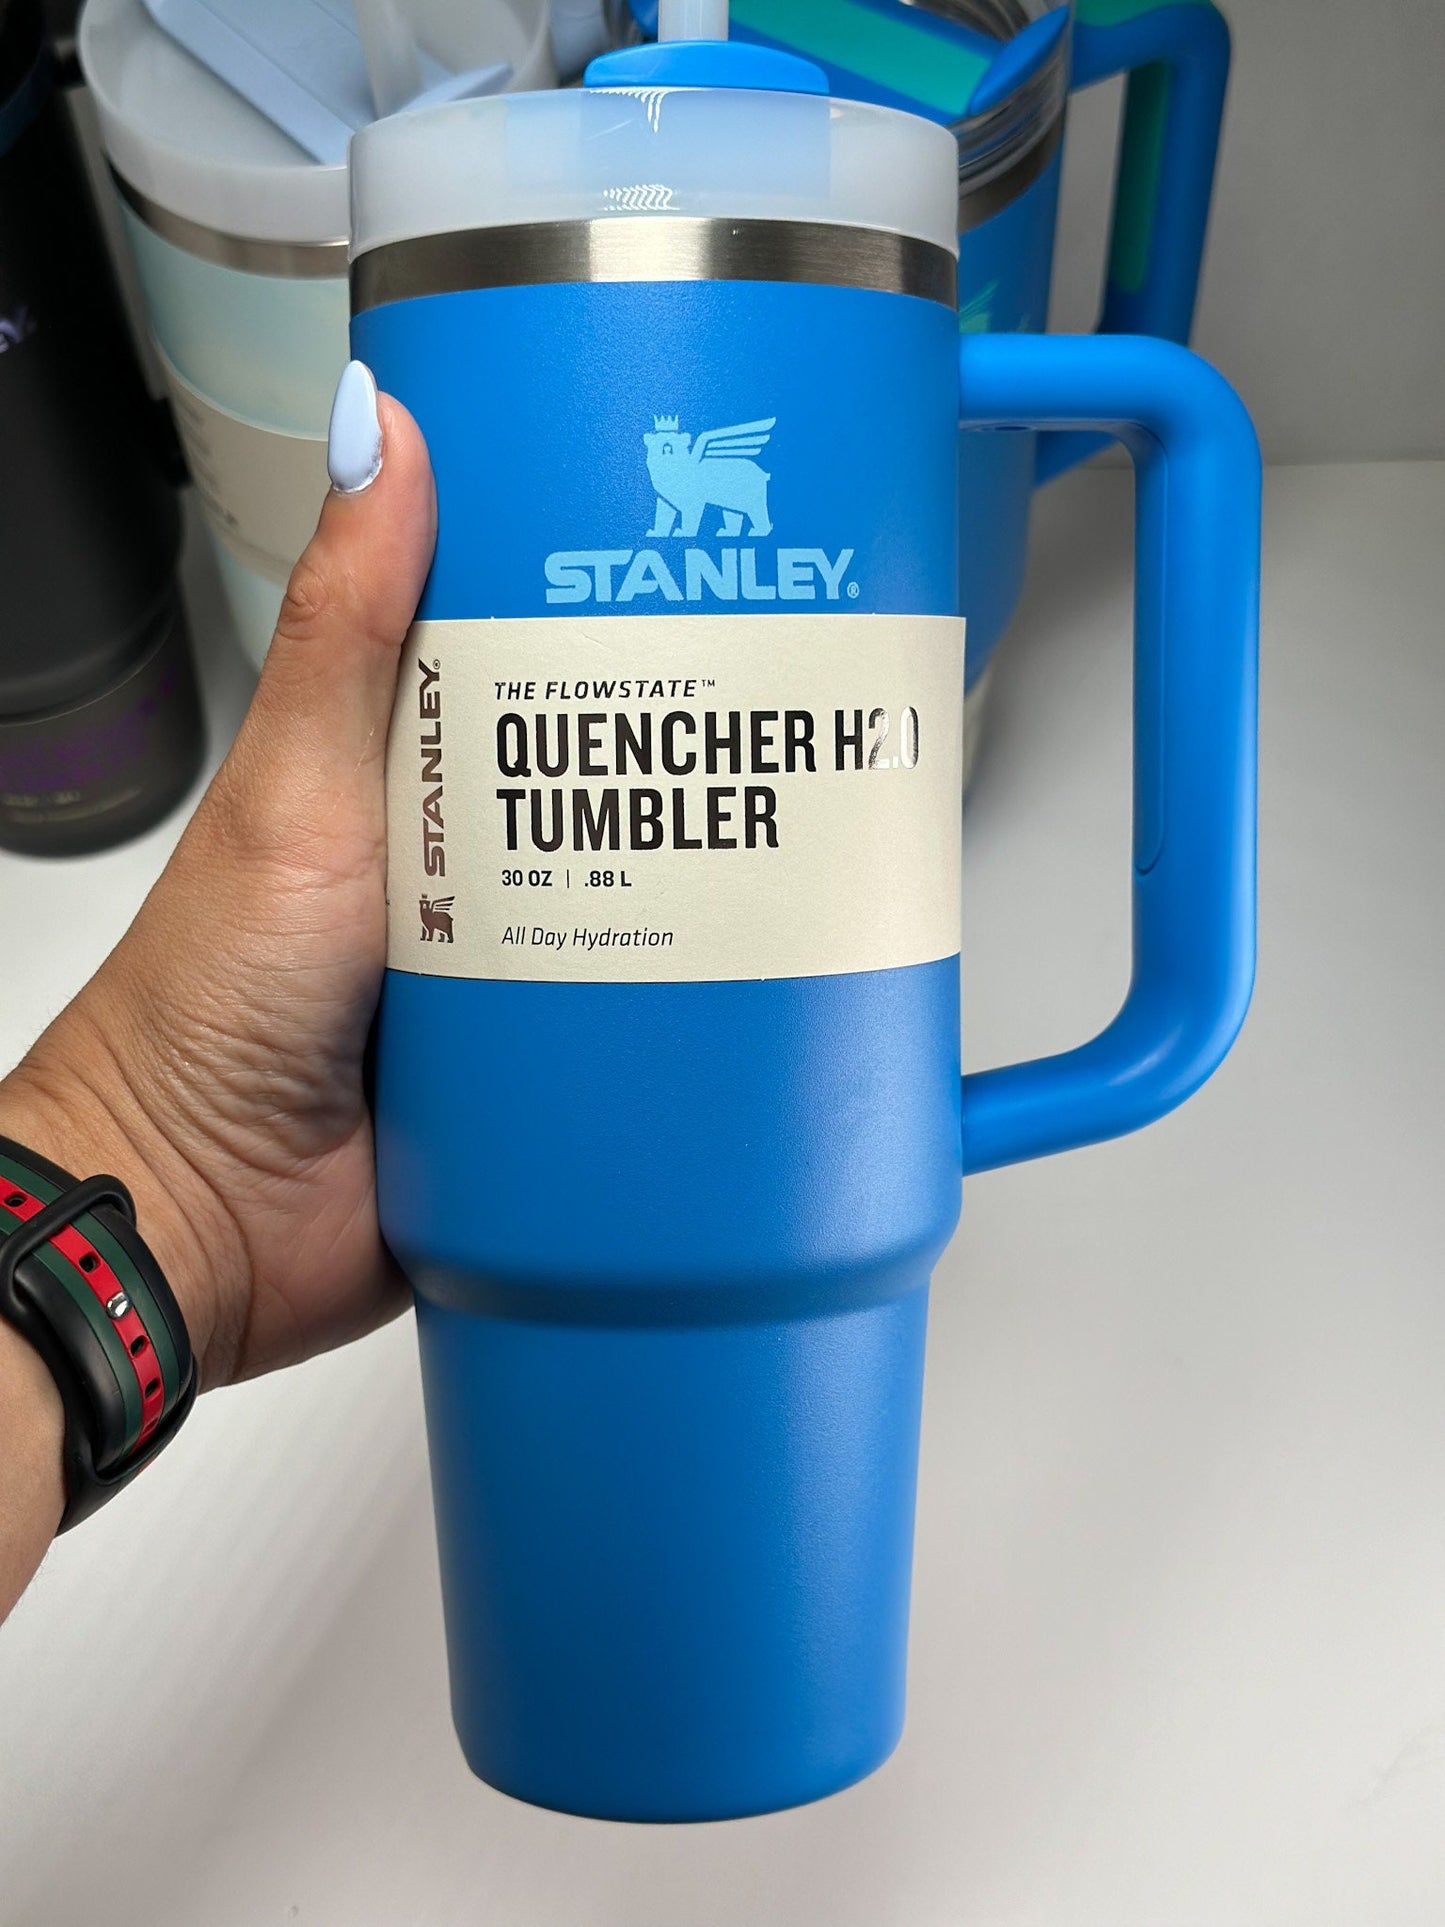 STANLEY®
STANLEY®
THE FLOWSTATE™
QUENCHER H2.0
TUMBLER
30 OZ | .88 L
All Day Hydration